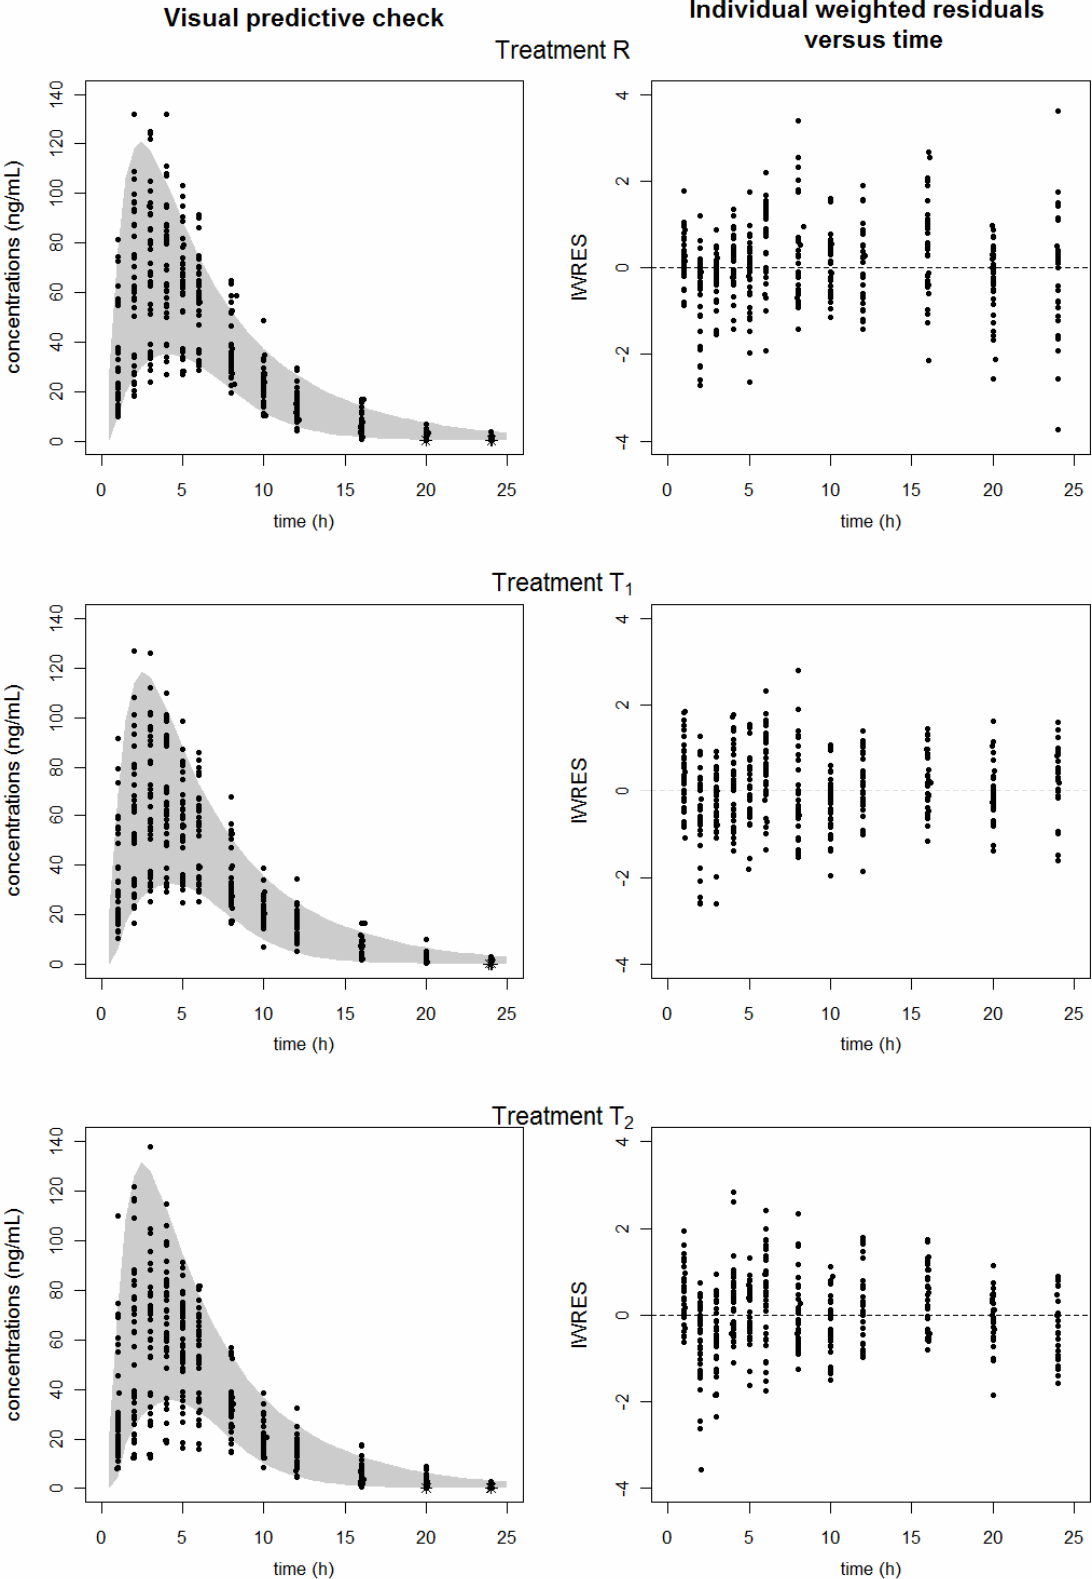 Visual predictive check
Individual weighted residuals
versus time
Treatment R
concentrations (ng/mL)
140
120
100
80
60
40
20
0
0 5 10 15 20 25
time (h)
IWRES
4
2
0
-2
-4
0 5 10 15 20 25
time (h)
Treatment T1
concentrations (ng/mL)
140
120
100
80
60
40
20
0
0 5 10 15 20 25
time (h)
IWRES
4
2
0
-2
-4
0 5 10 15 20 25
time (h)
Treatment T2
concentrations (ng/mL)
140
120
100
80
60
40
20
0
0 5 10 15 20 25
time (h)
IWRES
4
2
0
-2
-4
0 5 10 15 20 25
time (h)